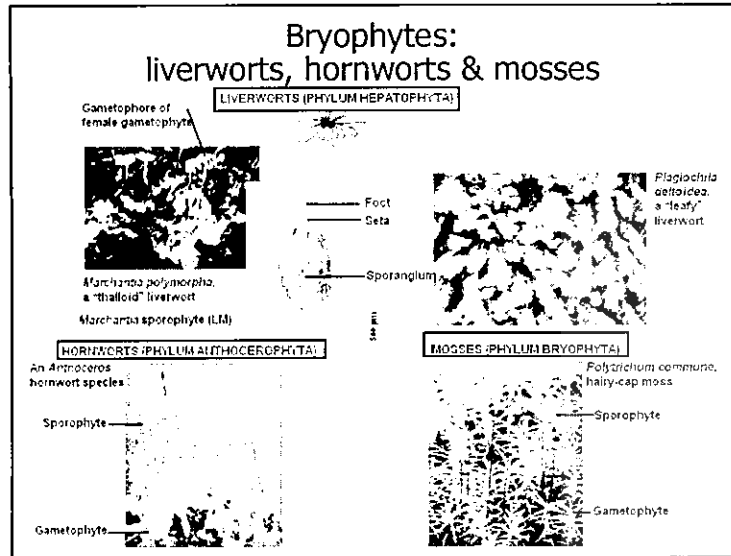 Bryophytes:
liverworts, hornworts & mosses
LIVERWORTS (PHYLUM HEPATOPHYTA)
Gametophore of
female gametophyte
Foot
Seta
Sporangium
500 µm
Marchantia polymorpha,
a "thalloid" liverwort
Marchantia sporophyte (LM)
Plagiochila
deltoidea,
a "leafy"
liverwort
HORNWORTS (PHYLUM ANTHOCEROPHYTA)
An Anthoceros
hornwort species
Sporophyte
Gametophyte
MOSSES (PHYLUM BRYOPHYTA)
Polytrichum commune,
hairy-cap moss
Sporophyte
Gametophyte